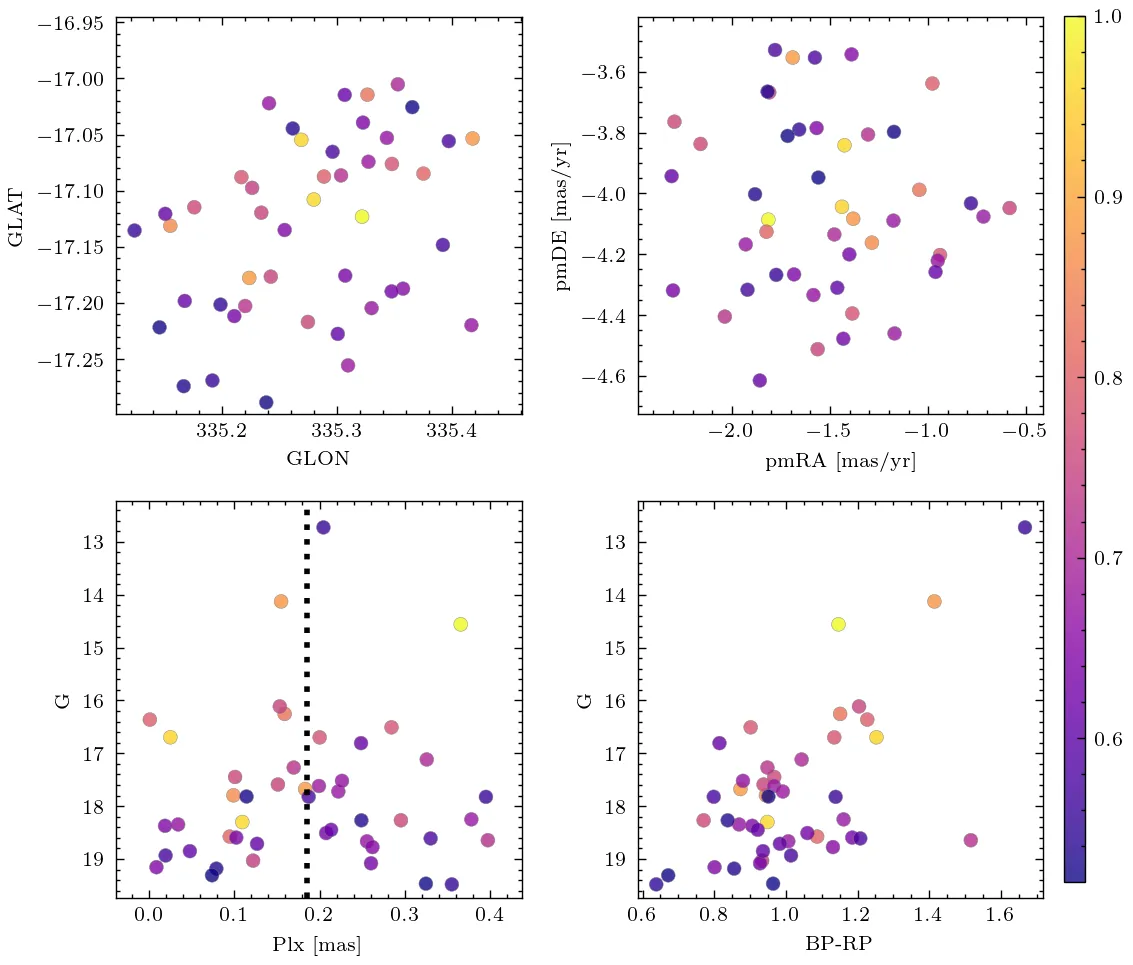 −16.95
−17.00
−17.05
−17.10
−17.15
−17.20
−17.25
GLAT
335.2 335.3 335.4
GLON
−3.6
−3.8
−4.0
−4.2
−4.4
−4.6
pmDE [mas/yr]
−2.0 −1.5 −1.0 −0.5
pmRA [mas/yr]
1.0
0.9
0.8
0.7
0.6
13
14
15
16
17
18
19
G
0.0 0.1 0.2 0.3 0.4
Plx [mas]
13
14
15
16
17
18
19
G
0.6 0.8 1.0 1.2 1.4 1.6
BP-RP